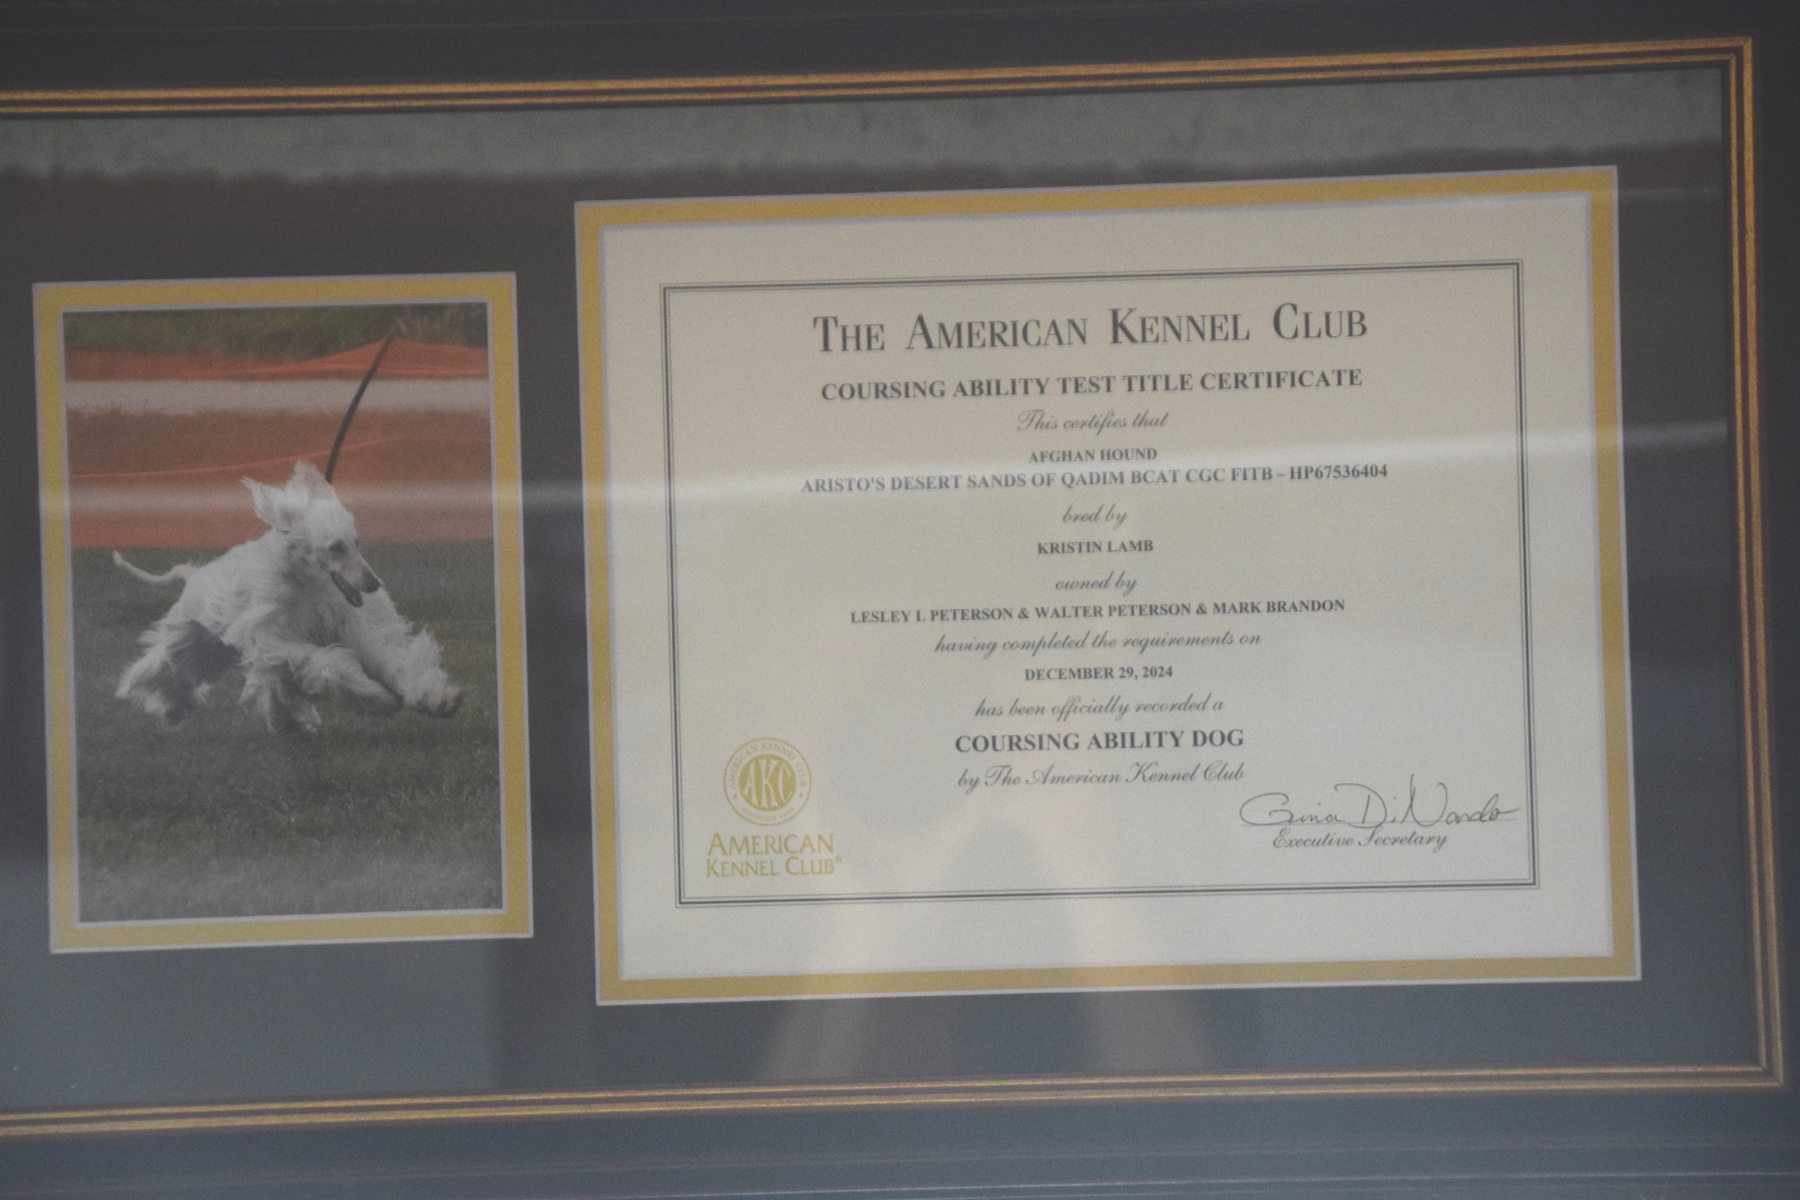 THE AMERICAN KENNEL CLUB
COURSING ABILITY TEST TITLE CERTIFICATE
This certifies that
AFGHAN HOUND
ARISTO'S DESERT SANDS OF QADIM BCAT CGC FITB ~ HP67536404
bred by
KRISTIN LAMB
owned by
LESLEY L PETERSON & WALTER PETERSON & MARK BRANDON
having completed the requirements on
DECEMBER 29, 2024
has been officially recorded a
COURSING ABILITY DOG
by The American Kennel Club
AMERICAN KENNEL CLUB
AKC
AMERICAN
KENNEL CLUB®
Gina DiNardo
Executive Secretary